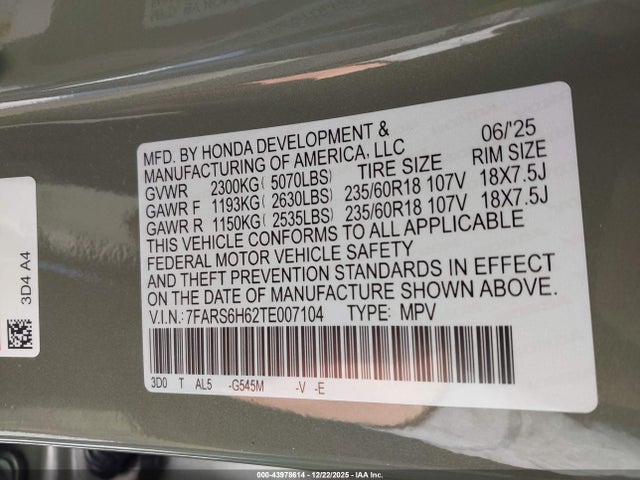 MFD. BY HONDA DEVELOPMENT & 06/'25
MANUFACTURING OF AMERICA, LLC
GVWR 2300KG( 5070LBS) TIRE SIZE RIM SIZE
GAWR F 1193KG( 2630LBS) 235/60R18 107V 18X7.5J
GAWR R 1150KG( 2535LBS) 235/60R18 107V 18X7.5J
THIS VEHICLE CONFORMS TO ALL APPLICABLE
FEDERAL MOTOR VEHICLE SAFETY
AND THEFT PREVENTION STANDARDS IN EFFECT
ON THE DATE OF MANUFACTURE SHOWN ABOVE.
V.I.N.: 7FARS6H62TE007104 TYPE: MPV
3D0 T AL5 -G545M -V -E
3D4 A4
000-43978614 - 12/22/2025 - IAA Inc.